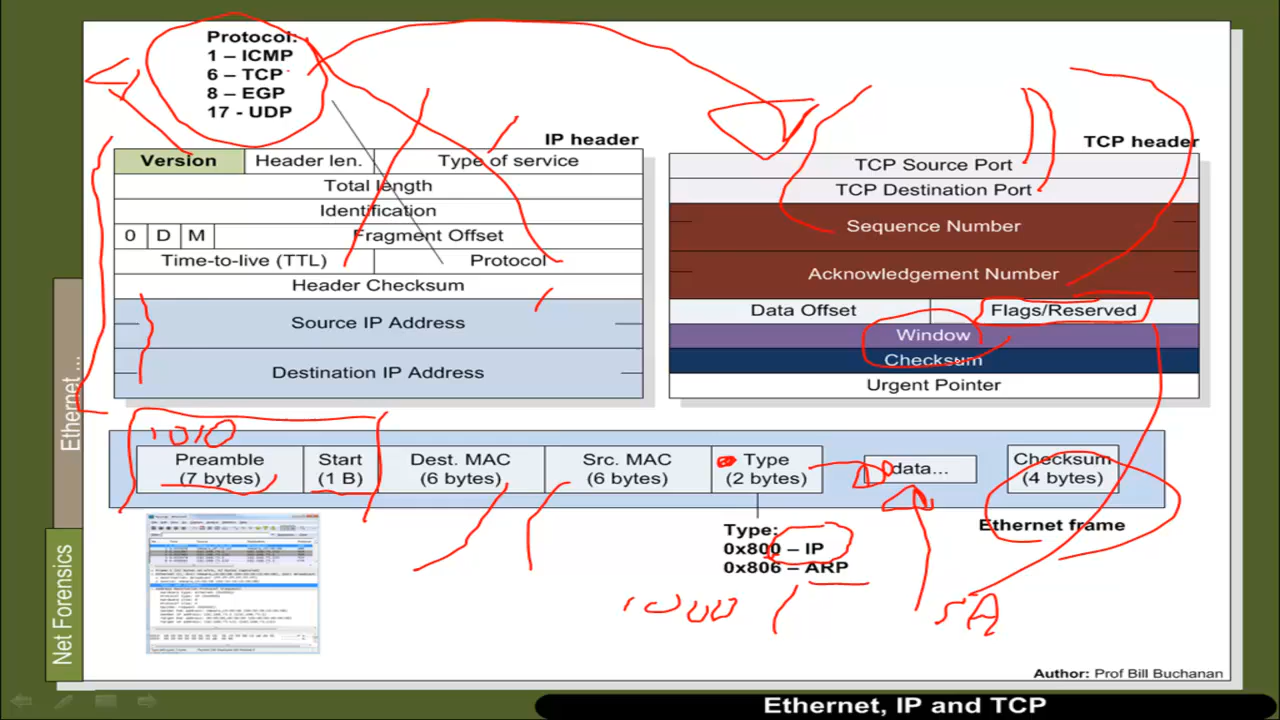 Protocol:
1 – ICMP
6 – TCP
8 – EGP
17 - UDP
IP header
Version
Header len.
Type of service
Total length
Identification
0
D
M
Fragment Offset
Time-to-live (TTL)
Protocol
Header Checksum
Source IP Address
Destination IP Address
TCP header
TCP Source Port
TCP Destination Port
Sequence Number
Acknowledgement Number
Data Offset
Flags/Reserved
Window
Checksum
Urgent Pointer
Ethernet ...
Net Forensics
1010
Preamble
(7 bytes)
Start
(1 B)
Dest. MAC
(6 bytes)
Src. MAC
(6 bytes)
Type
(2 bytes)
data...
Checksum
(4 bytes)
Ethernet frame
Type:
0x800 – IP
0x806 – ARP
1000
SA
Author: Prof Bill Buchanan
Ethernet, IP and TCP